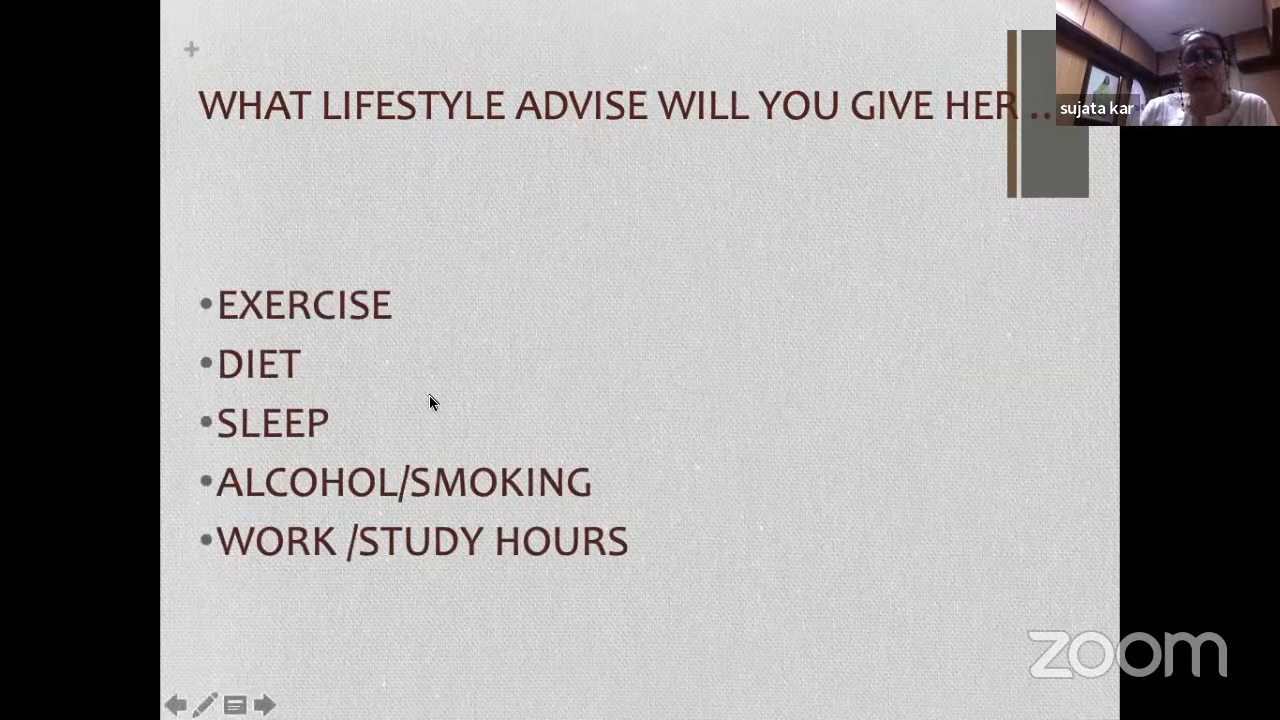 WHAT LIFESTYLE ADVISE WILL YOU GIVE HER ..
sujata kar
•EXERCISE
•DIET
•SLEEP
•ALCOHOL/SMOKING
•WORK /STUDY HOURS
zoom